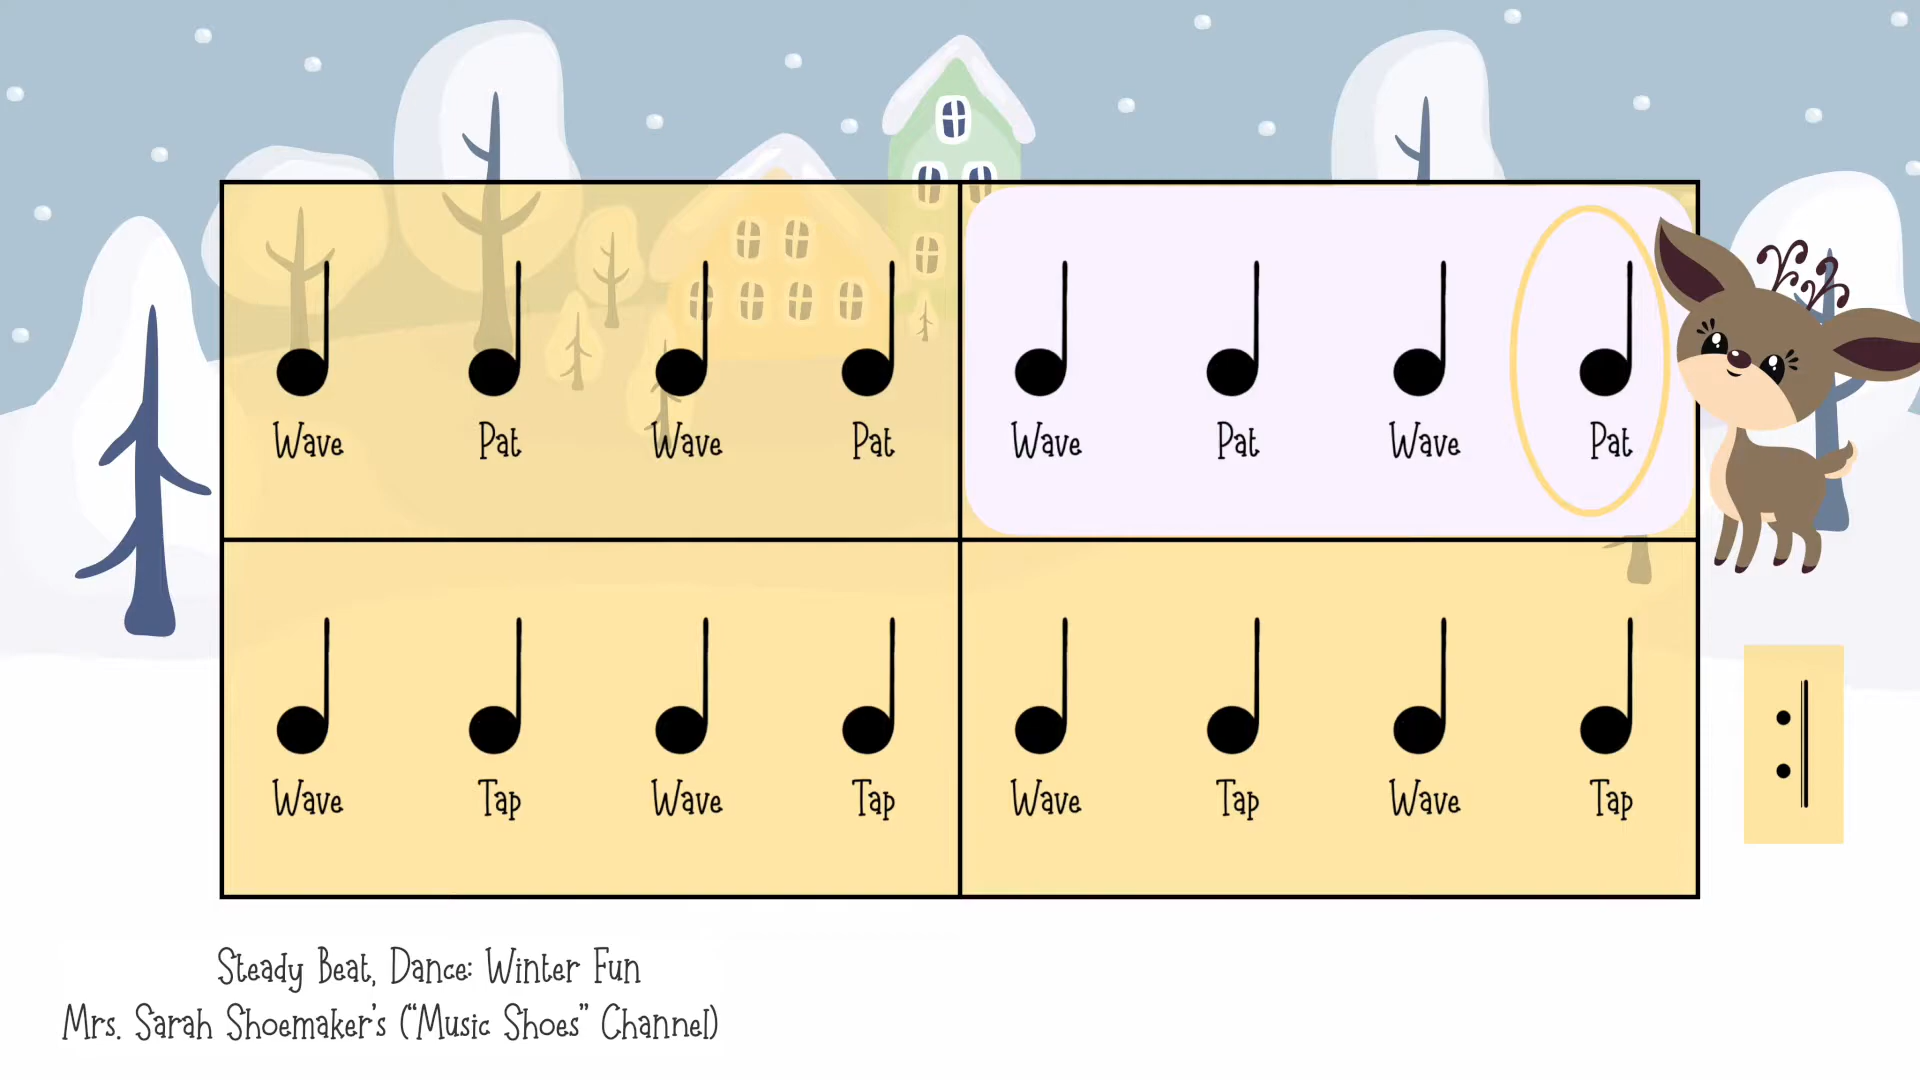 Wave Pat Wave Pat Wave Pat Wave Pat
Wave Tap Wave Tap Wave Tap Wave Tap
Steady Beat, Dance: Winter Fun
Mrs. Sarah Shoemaker's (“Music Shoes” Channel)